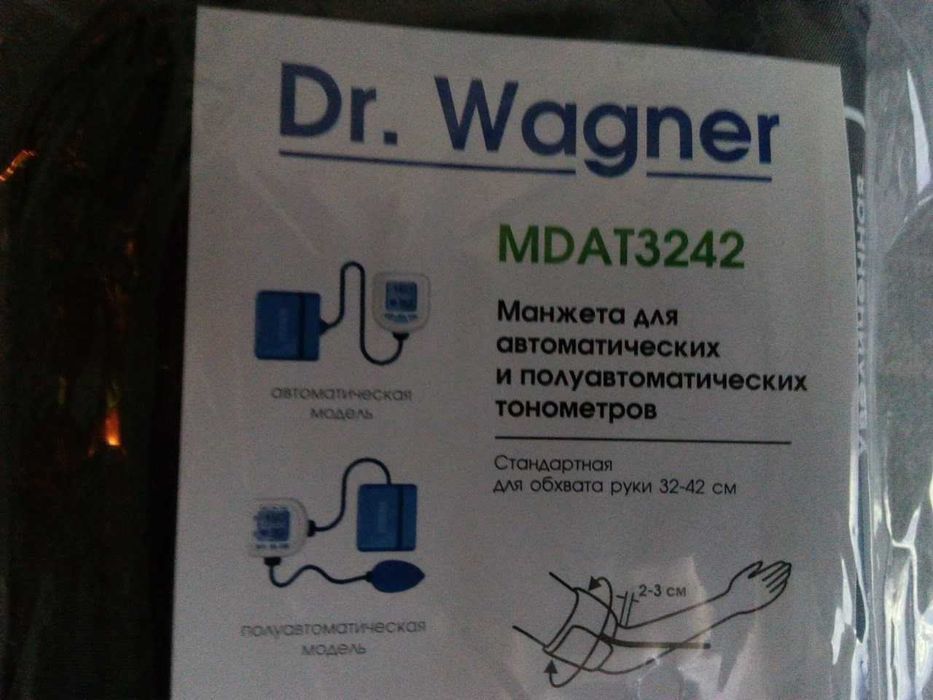 Dr. Wagner
MDAT3242
Манжета для
автоматических
и полуавтоматических
тонометров
Стандартная
для обхвата руки 32-42 см
автоматическая
модель
полуавтоматическая
модель
2-3 см